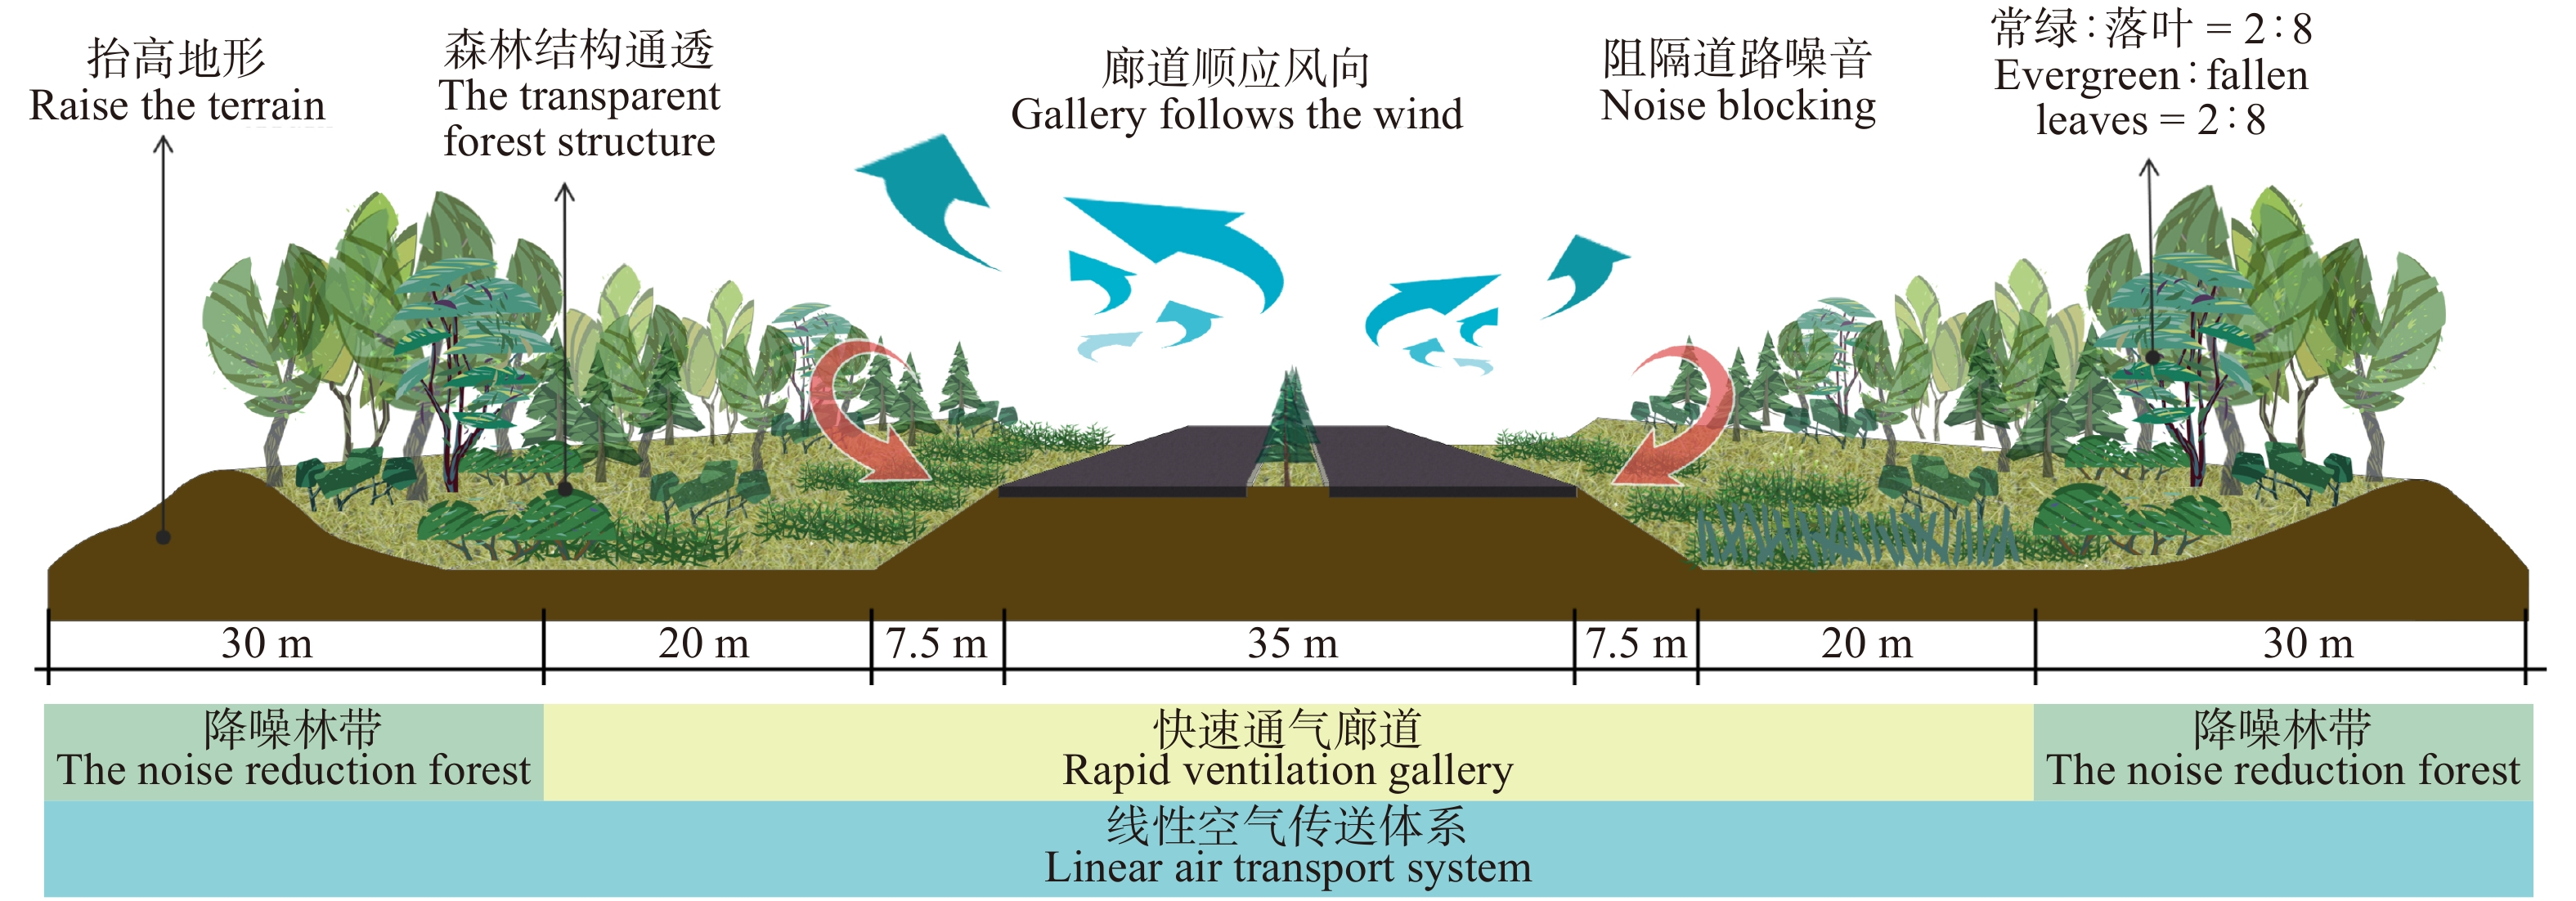 抬高地形
Raise the terrain
森林结构通透
The transparent
forest structure
廊道顺应风向
Gallery follows the wind
阻隔道路噪音
Noise blocking
常绿∶落叶 = 2∶8
Evergreen∶fallen
leaves = 2∶8
30 m
20 m
7.5 m
35 m
7.5 m
20 m
30 m
降噪林带
The noise reduction forest
快速通气廊道
Rapid ventilation gallery
降噪林带
The noise reduction forest
线性空气传送体系
Linear air transport system